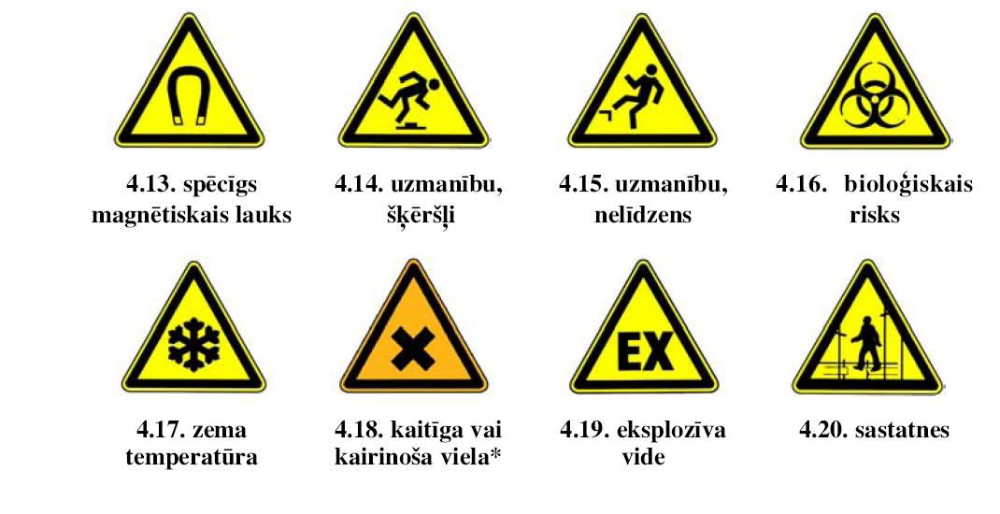 4.13. spēcīgs
magnētiskais lauks
4.14. uzmanību,
šķēršļi
4.15. uzmanību,
nelīdzens
4.16. bioloģiskais
risks
EX
4.17. zema
temperatūra
4.18. kaitīga vai
kairinoša viela*
4.19. eksplozīva
vide
4.20. sastatnes